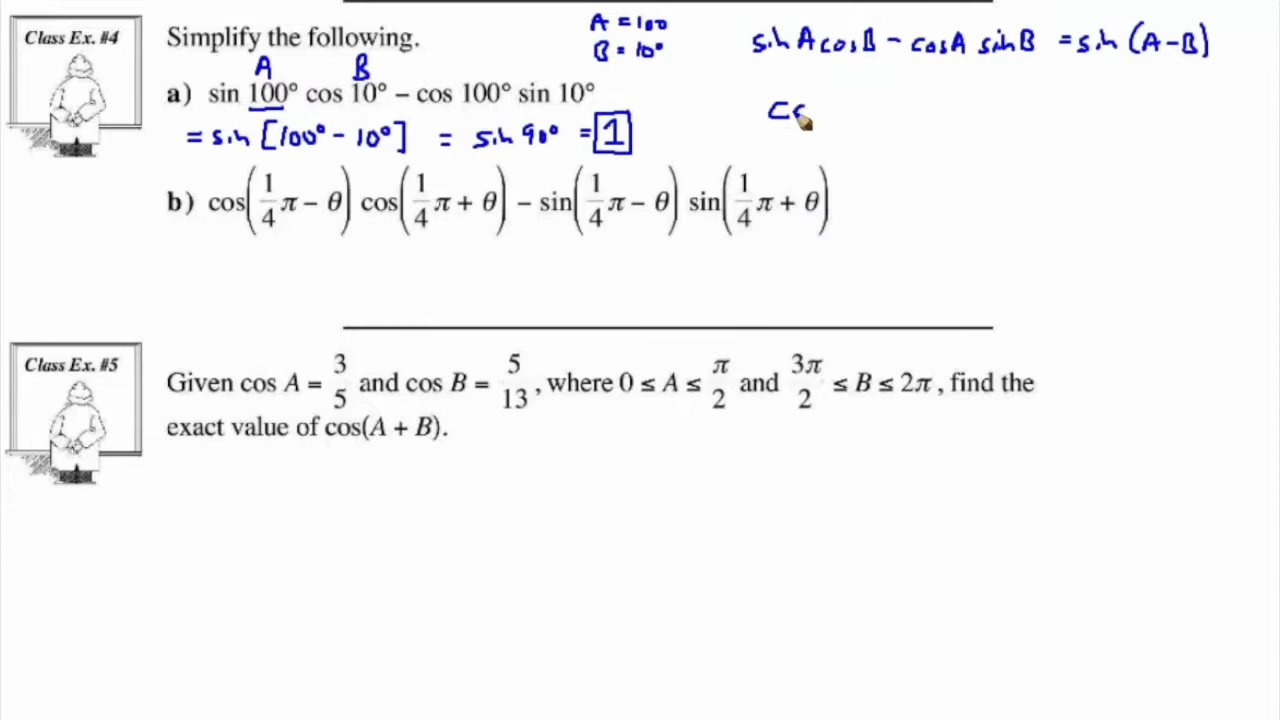 Class Ex. #4
Simplify the following.
A = 100
B = 10°
sin A cos B - cos A sin B = sin (A-B)
A B
a) sin 100° cos 10° – cos 100° sin 10°
= sin [100° - 10°] = sin 90° = 1
cos
b) cos(1/4 π – θ) cos(1/4 π + θ) – sin(1/4 π – θ) sin(1/4 π + θ)
Class Ex. #5
Given cos A = 3/5 and cos B = 5/13, where 0 ≤ A ≤ π/2 and 3π/2 ≤ B ≤ 2π, find the
exact value of cos(A + B).